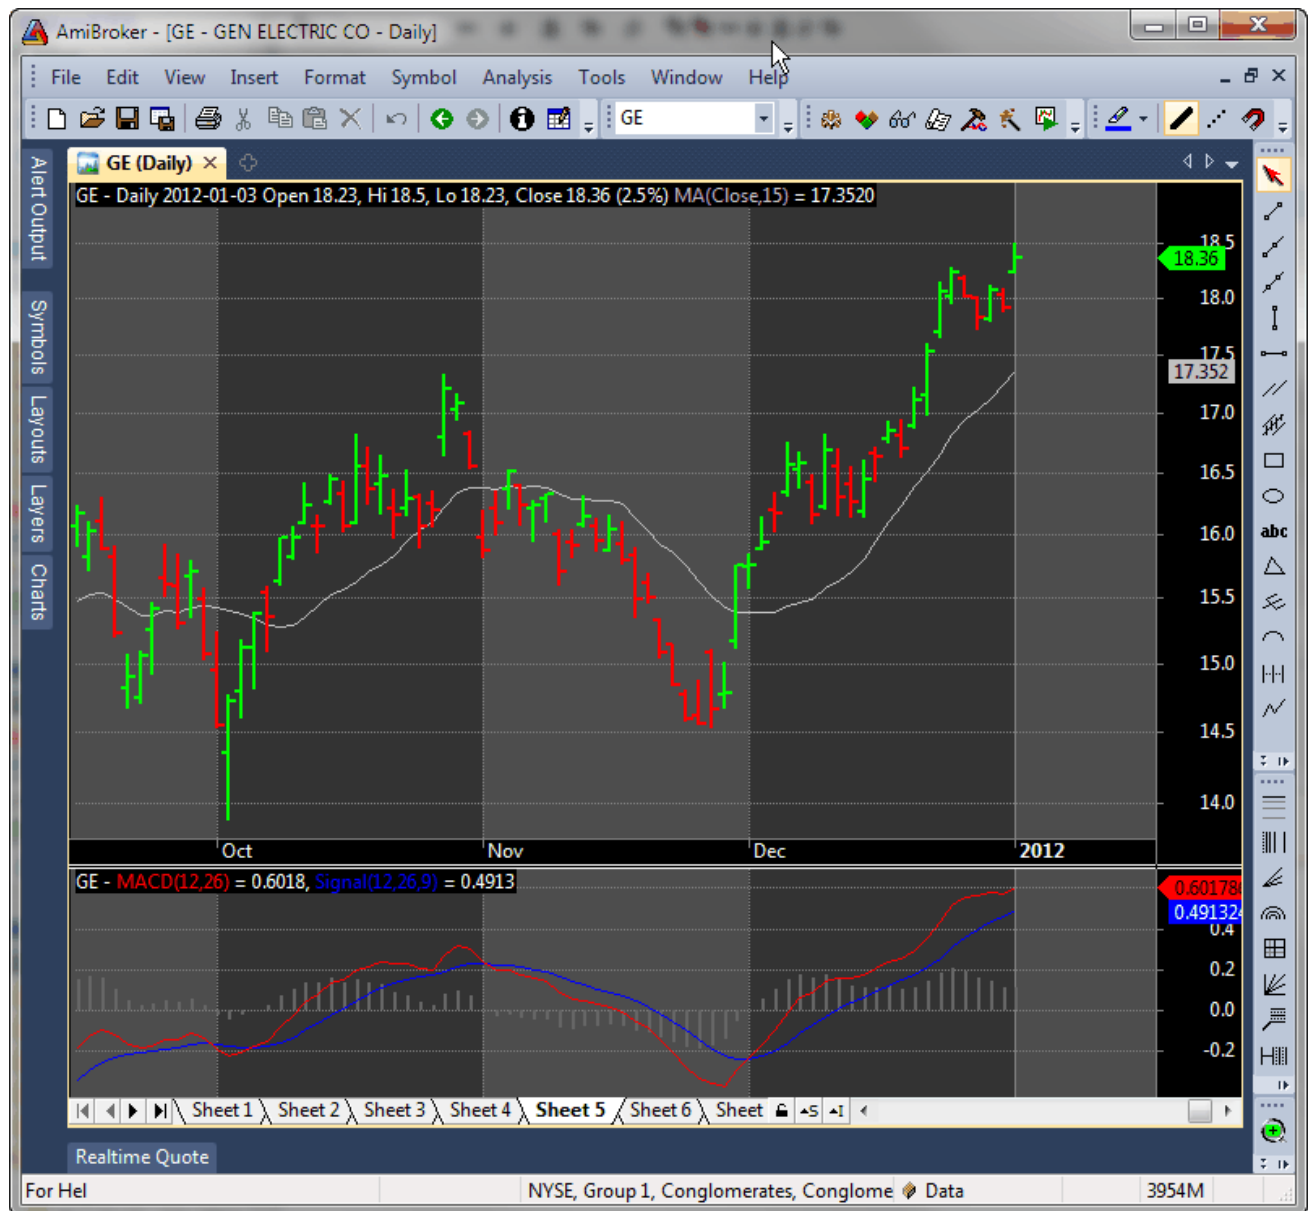 AmiBroker - [GE - GEN ELECTRIC CO - Daily]
File Edit View Insert Format Symbol Analysis Tools Window Help
GE
Alert Output
Symbols
Layouts
Layers
Charts
GE (Daily)
GE - Daily 2012-01-03 Open 18.23, Hi 18.5, Lo 18.23, Close 18.36 (2.5%) MA(Close,15) = 17.3520
18.5
18.36
18.0
17.5
17.352
17.0
16.5
16.0
15.5
15.0
14.5
14.0
abc
Oct Nov Dec 2012
GE - MACD(12,26) = 0.6018, Signal(12,26,9) = 0.4913
0.601786
0.491324
0.4
0.2
0.0
-0.2
Sheet 1 Sheet 2 Sheet 3 Sheet 4 Sheet 5 Sheet 6 Sheet S I
Realtime Quote
For Hel NYSE, Group 1, Conglomerates, Conglome Data 3954M